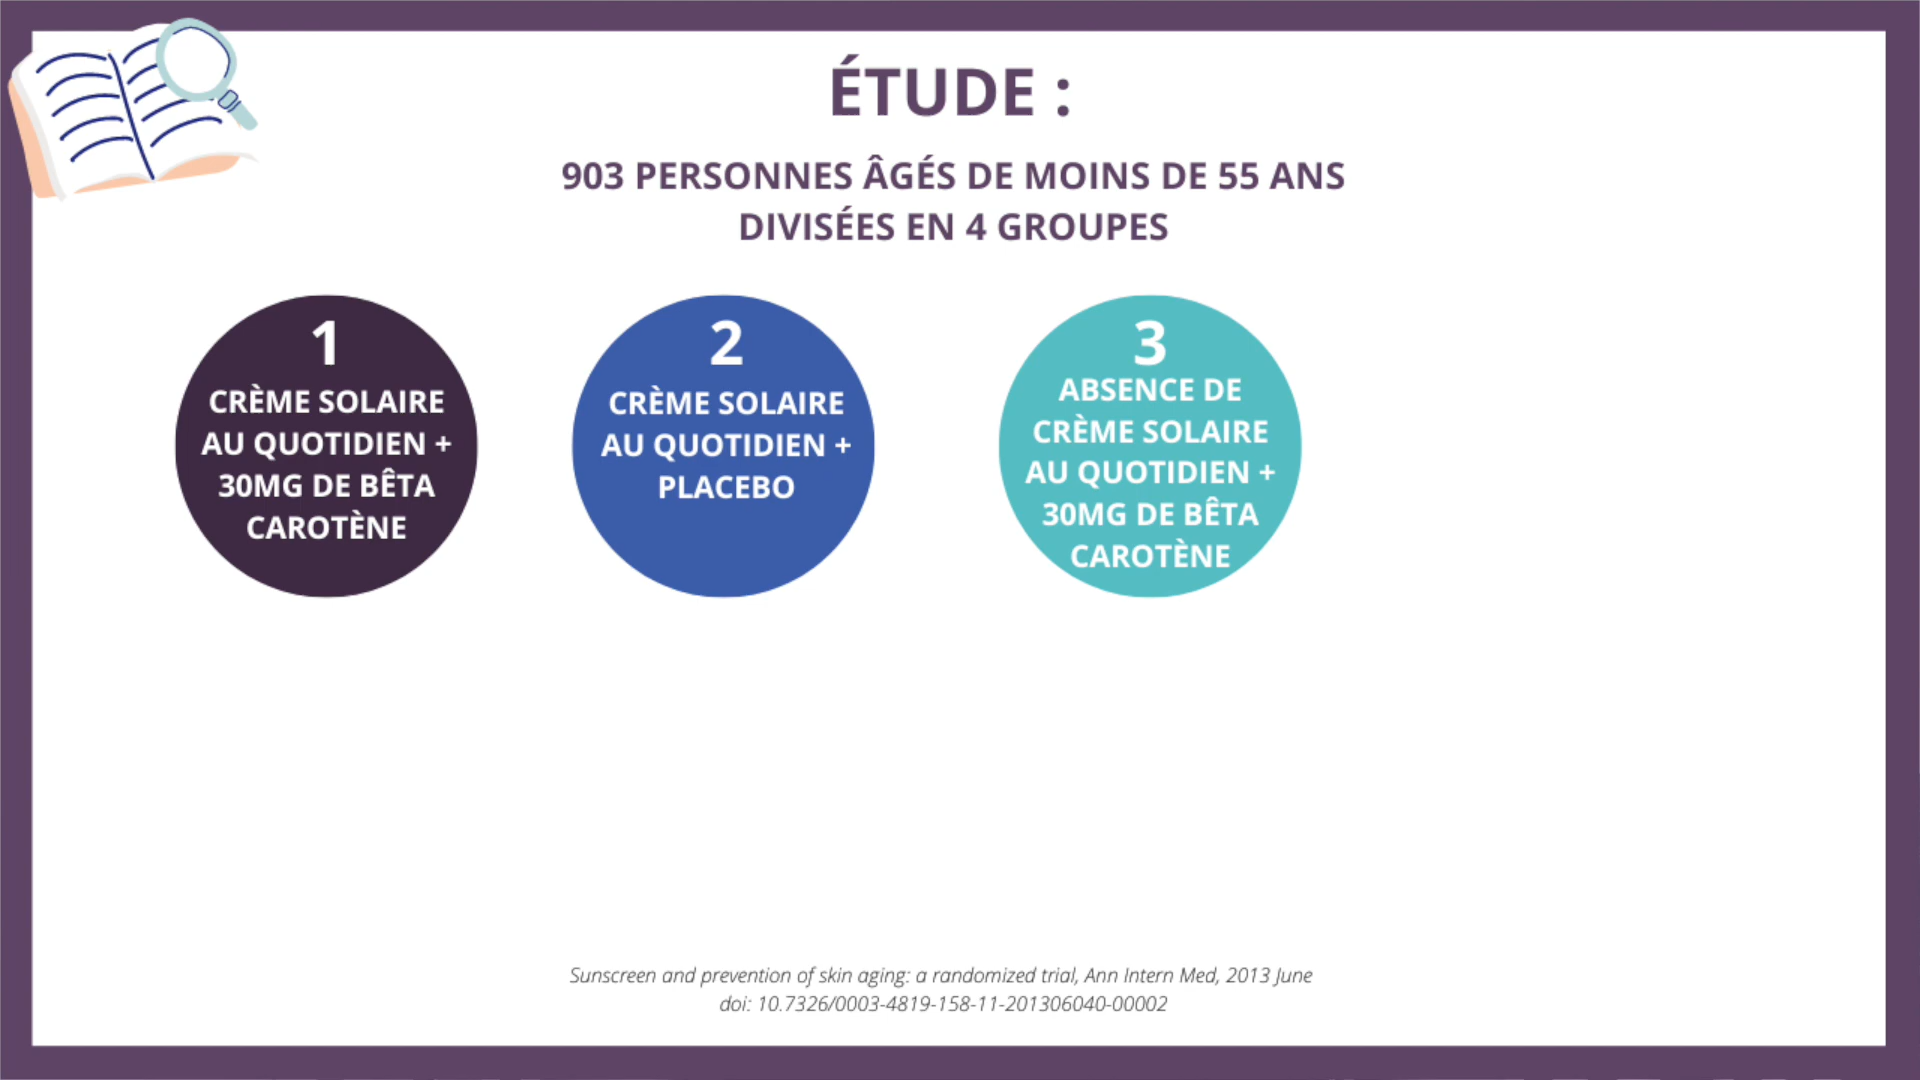 ÉTUDE :
903 PERSONNES ÂGÉS DE MOINS DE 55 ANS
DIVISÉES EN 4 GROUPES
1
CRÈME SOLAIRE
AU QUOTIDIEN +
30MG DE BÊTA
CAROTÈNE
2
CRÈME SOLAIRE
AU QUOTIDIEN +
PLACEBO
3
ABSENCE DE
CRÈME SOLAIRE
AU QUOTIDIEN +
30MG DE BÊTA
CAROTÈNE
Sunscreen and prevention of skin aging: a randomized trial, Ann Intern Med, 2013 June
doi: 10.7326/0003-4819-158-11-201306040-00002